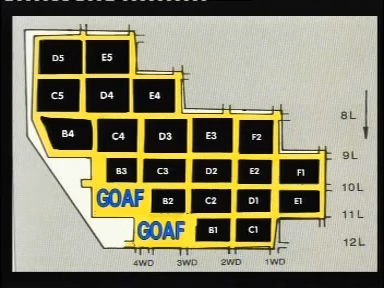 D5 E5
C5 D4 E4
8L
B4 C4 D3 E3 F2
9L
B3 C3 D2 E2 F1
10L
GOAF B2 C2 D1 E1
11L
GOAF B1 C1
12L
4WD 3WD 2WD 1WD